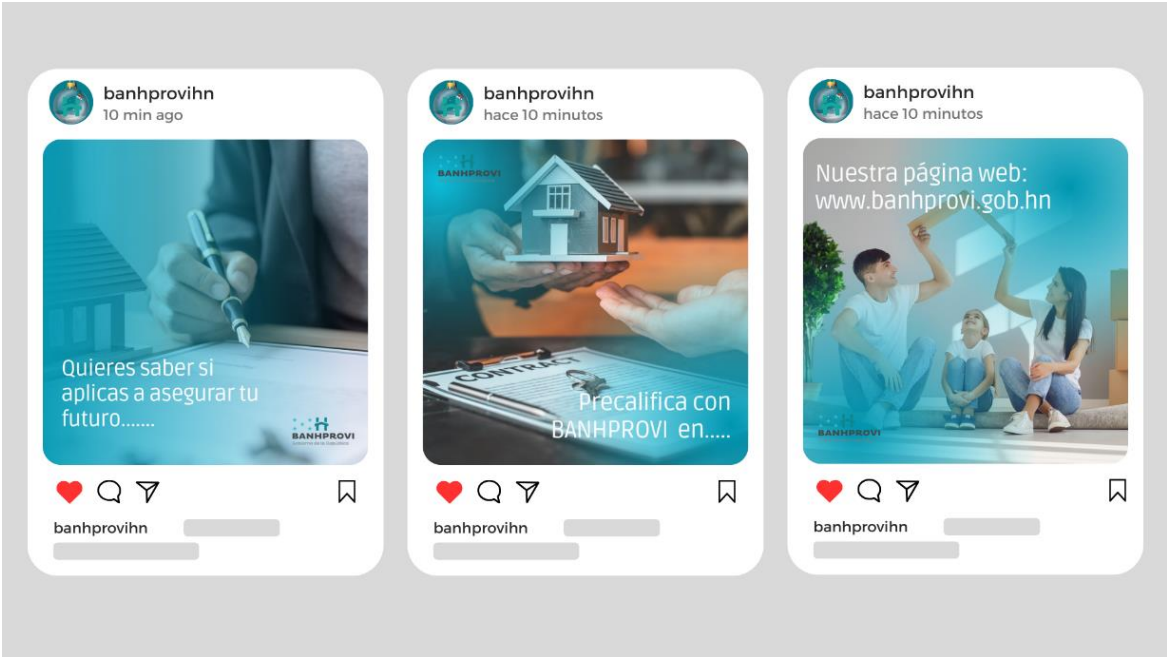 banhprovihn
10 min ago
Quieres saber si
aplicas a asegurar tu
futuro.......
BANHPROVI
banhprovihn
banhprovihn
hace 10 minutos
BANHPROVI
CONTRACT
Precalifica con
BANHPROVI en.....
banhprovihn
banhprovihn
hace 10 minutos
Nuestra página web:
www.banhprovi.gob.hn
BANHPROVI
banhprovihn